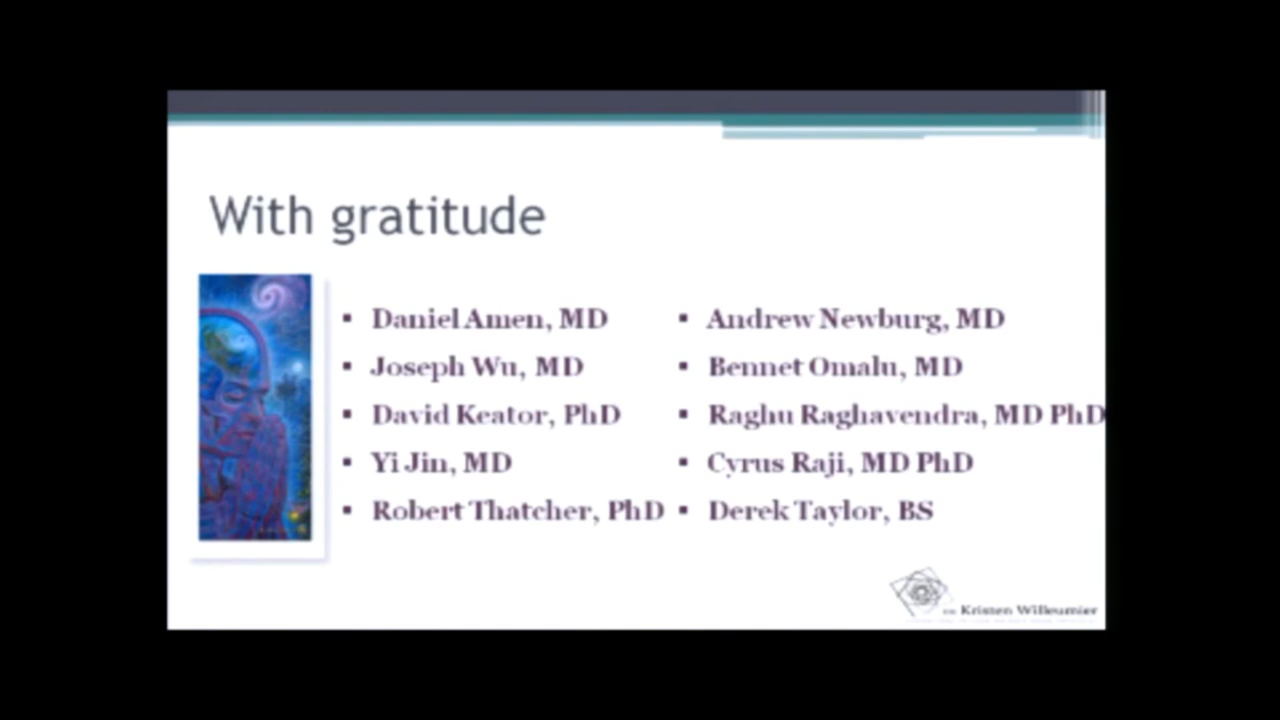 With gratitude
▪ Daniel Amen, MD
▪ Joseph Wu, MD
▪ David Keator, PhD
▪ Yi Jin, MD
▪ Robert Thatcher, PhD
▪ Andrew Newburg, MD
▪ Bennet Omalu, MD
▪ Raghu Raghavendra, MD PhD
▪ Cyrus Raji, MD PhD
▪ Derek Taylor, BS
Kristen Willeumier